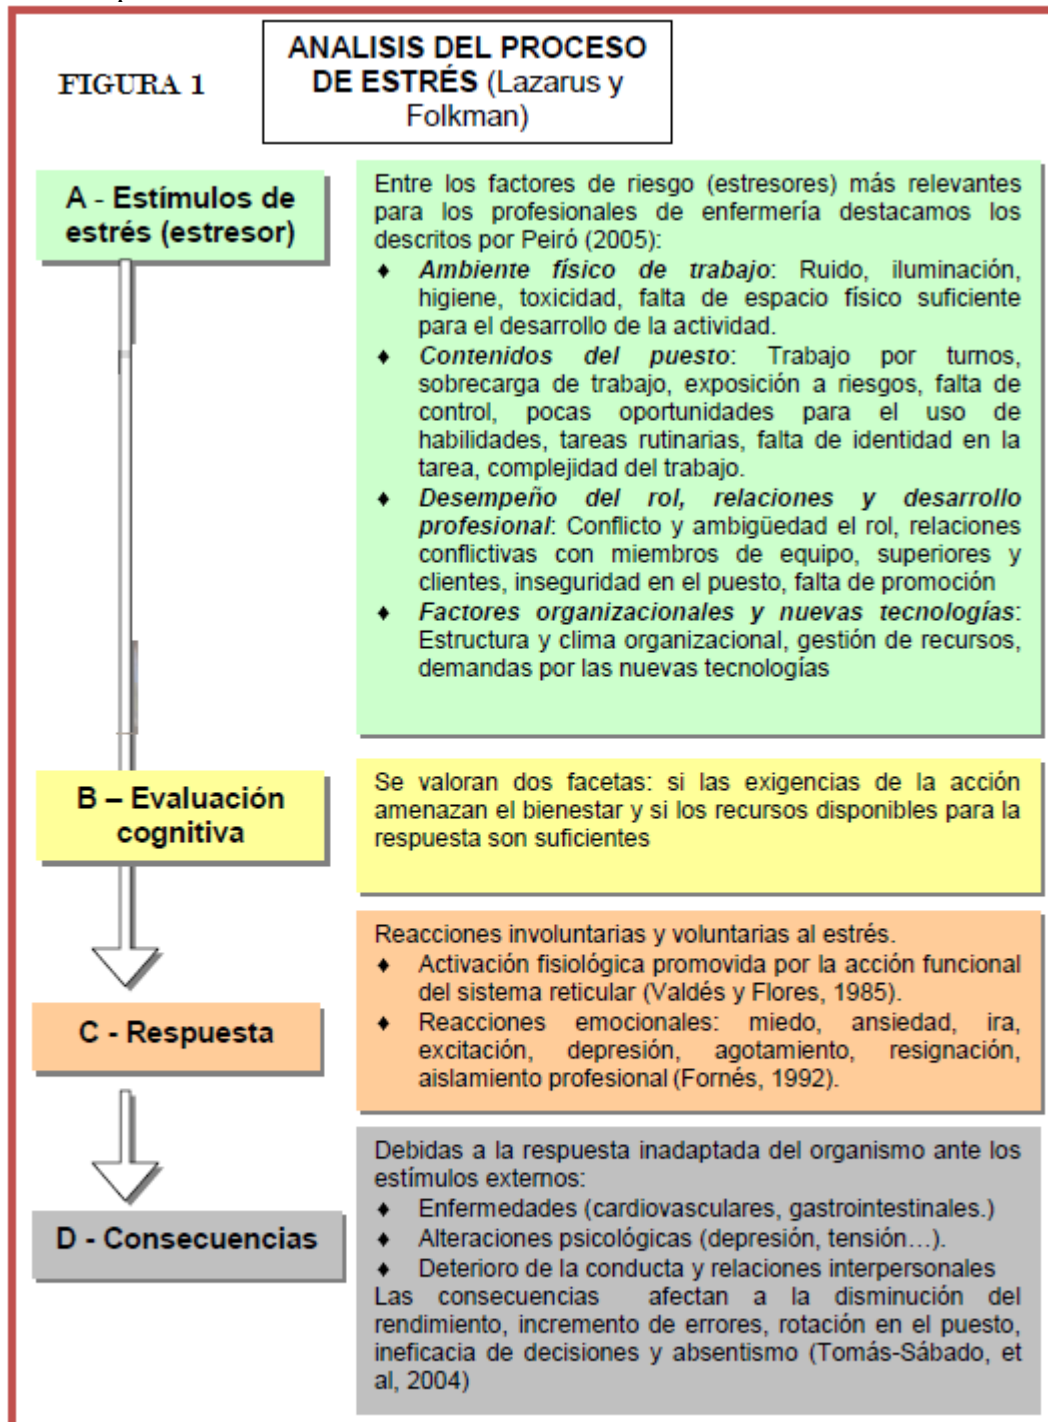 FIGURA 1
ANALISIS DEL PROCESO
DE ESTRÉS (Lazarus y
Folkman)
A - Estímulos de
estrés (estresor)
Entre los factores de riesgo (estresores) más relevantes
para los profesionales de enfermería destacamos los
descritos por Peiró (2005):
♦ Ambiente físico de trabajo: Ruido, iluminación,
higiene, toxicidad, falta de espacio físico suficiente
para el desarrollo de la actividad.
♦ Contenidos del puesto: Trabajo por turnos,
sobrecarga de trabajo, exposición a riesgos, falta de
control, pocas oportunidades para el uso de
habilidades, tareas rutinarias, falta de identidad en la
tarea, complejidad del trabajo.
♦ Desempeño del rol, relaciones y desarrollo
profesional: Conflicto y ambigüedad el rol, relaciones
conflictivas con miembros de equipo, superiores y
clientes, inseguridad en el puesto, falta de promoción
♦ Factores organizacionales y nuevas tecnologías:
Estructura y clima organizacional, gestión de recursos,
demandas por las nuevas tecnologías
B – Evaluación
cognitiva
Se valoran dos facetas: si las exigencias de la acción
amenazan el bienestar y si los recursos disponibles para la
respuesta son suficientes
C - Respuesta
Reacciones involuntarias y voluntarias al estrés.
♦ Activación fisiológica promovida por la acción funcional
del sistema reticular (Valdés y Flores, 1985).
♦ Reacciones emocionales: miedo, ansiedad, ira,
excitación, depresión, agotamiento, resignación,
aislamiento profesional (Fornés, 1992).
D - Consecuencias
Debidas a la respuesta inadaptada del organismo ante los
estímulos externos:
♦ Enfermedades (cardiovasculares, gastrointestinales.)
♦ Alteraciones psicológicas (depresión, tensión…).
♦ Deterioro de la conducta y relaciones interpersonales
Las consecuencias afectan a la disminución del
rendimiento, incremento de errores, rotación en el puesto,
ineficacia de decisiones y absentismo (Tomás-Sábado, et
al, 2004)